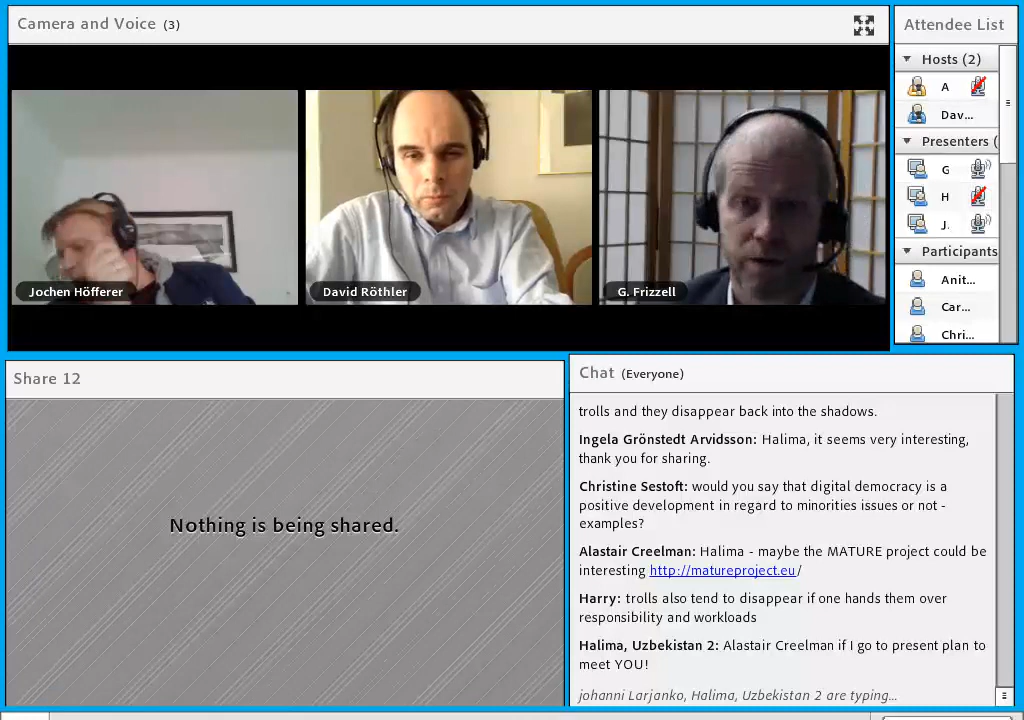 Camera and Voice (3)
Attendee List
Hosts (2)
A
Dav...
Presenters (
G
H
J.
Participants
Anit...
Car...
Chri...
Jochen Höfferer
David Röthler
G. Frizzell
Share 12
Nothing is being shared.
Chat (Everyone)
trolls and they disappear back into the shadows.
Ingela Grönstedt Arvidsson: Halima, it seems very interesting,
thank you for sharing.
Christine Sestoft: would you say that digital democracy is a
positive development in regard to minorities issues or not -
examples?
Alastair Creelman: Halima - maybe the MATURE project could be
interesting http://matureproject.eu/
Harry: trolls also tend to disappear if one hands them over
responsibility and workloads
Halima, Uzbekistan 2: Alastair Creelman if I go to present plan to
meet YOU!
johanni Larjanko, Halima, Uzbekistan 2 are typing...